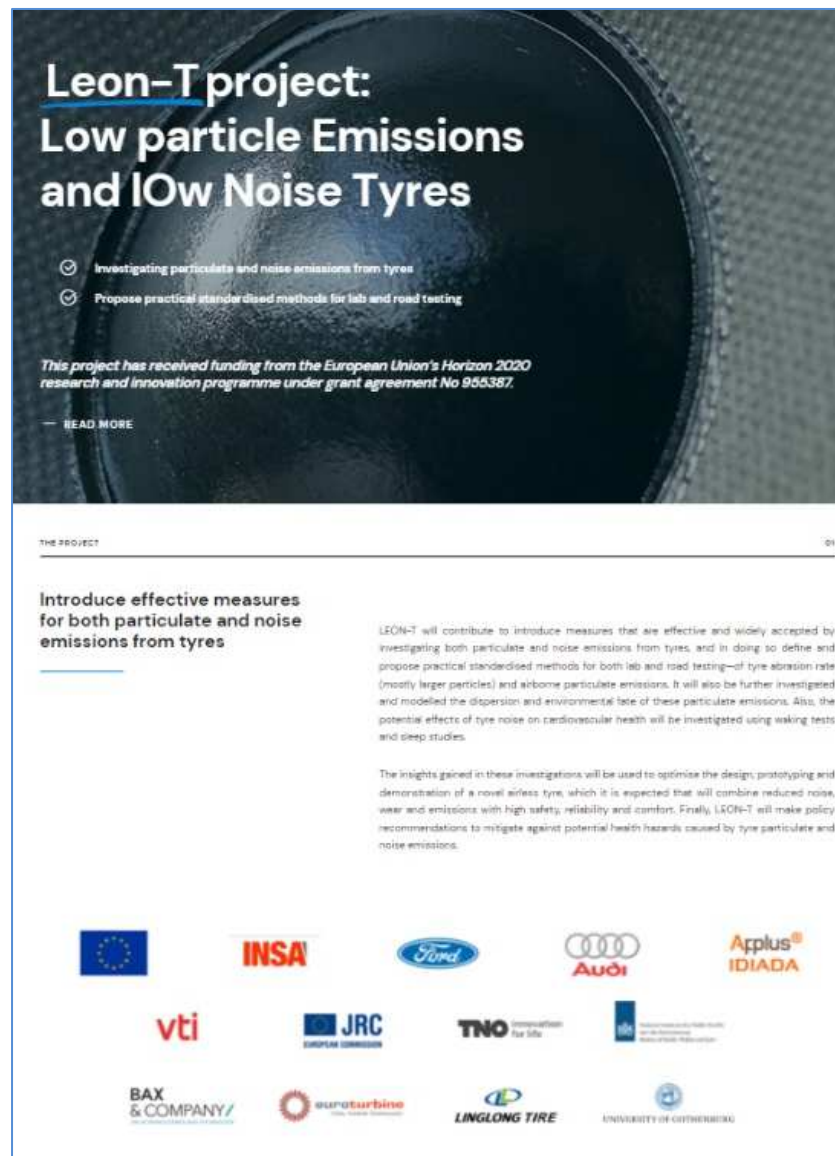 Leon-T project:
Low particle Emissions
and lOw Noise Tyres
Investigating particulate and noise emissions from tyres
Propose practical standardised methods for lab and road testing
This project has received funding from the European Union's Horizon 2020
research and innovation programme under grant agreement No 955387.
— READ MORE
THE PROJECT
01
Introduce effective measures
for both particulate and noise
emissions from tyres
LEON-T will contribute to introduce measures that are effective and widely accepted by
investigating both particulate and noise emissions from tyres, and in doing so define and
propose practical standardised methods for both lab and road testing—of tyre abrasion rate
(mostly larger particles) and airborne particulate emissions. It will also be further investigated
and modelled the dispersion and environmental fate of these particulate emissions. Also, the
potential effects of tyre noise on cardiovascular health will be investigated using waking tests
and sleep studies.
The insights gained in these investigations will be used to optimise the design, prototyping and
demonstration of a novel airless tyre, which it is expected that will combine reduced noise,
wear and emissions with high safety, reliability and comfort. Finally, LEON-T will make policy
recommendations to mitigate against potential health hazards caused by tyre particulate and
noise emissions.
INSA
Ford
Audi
Applus
IDIADA
vti
JRC
EUROPEAN COMMISSION
TNO innovation
for life
BAX
& COMPANY
euroturbine
LINGLONG TIRE
UNIVERSITY OF GOTHENBURG